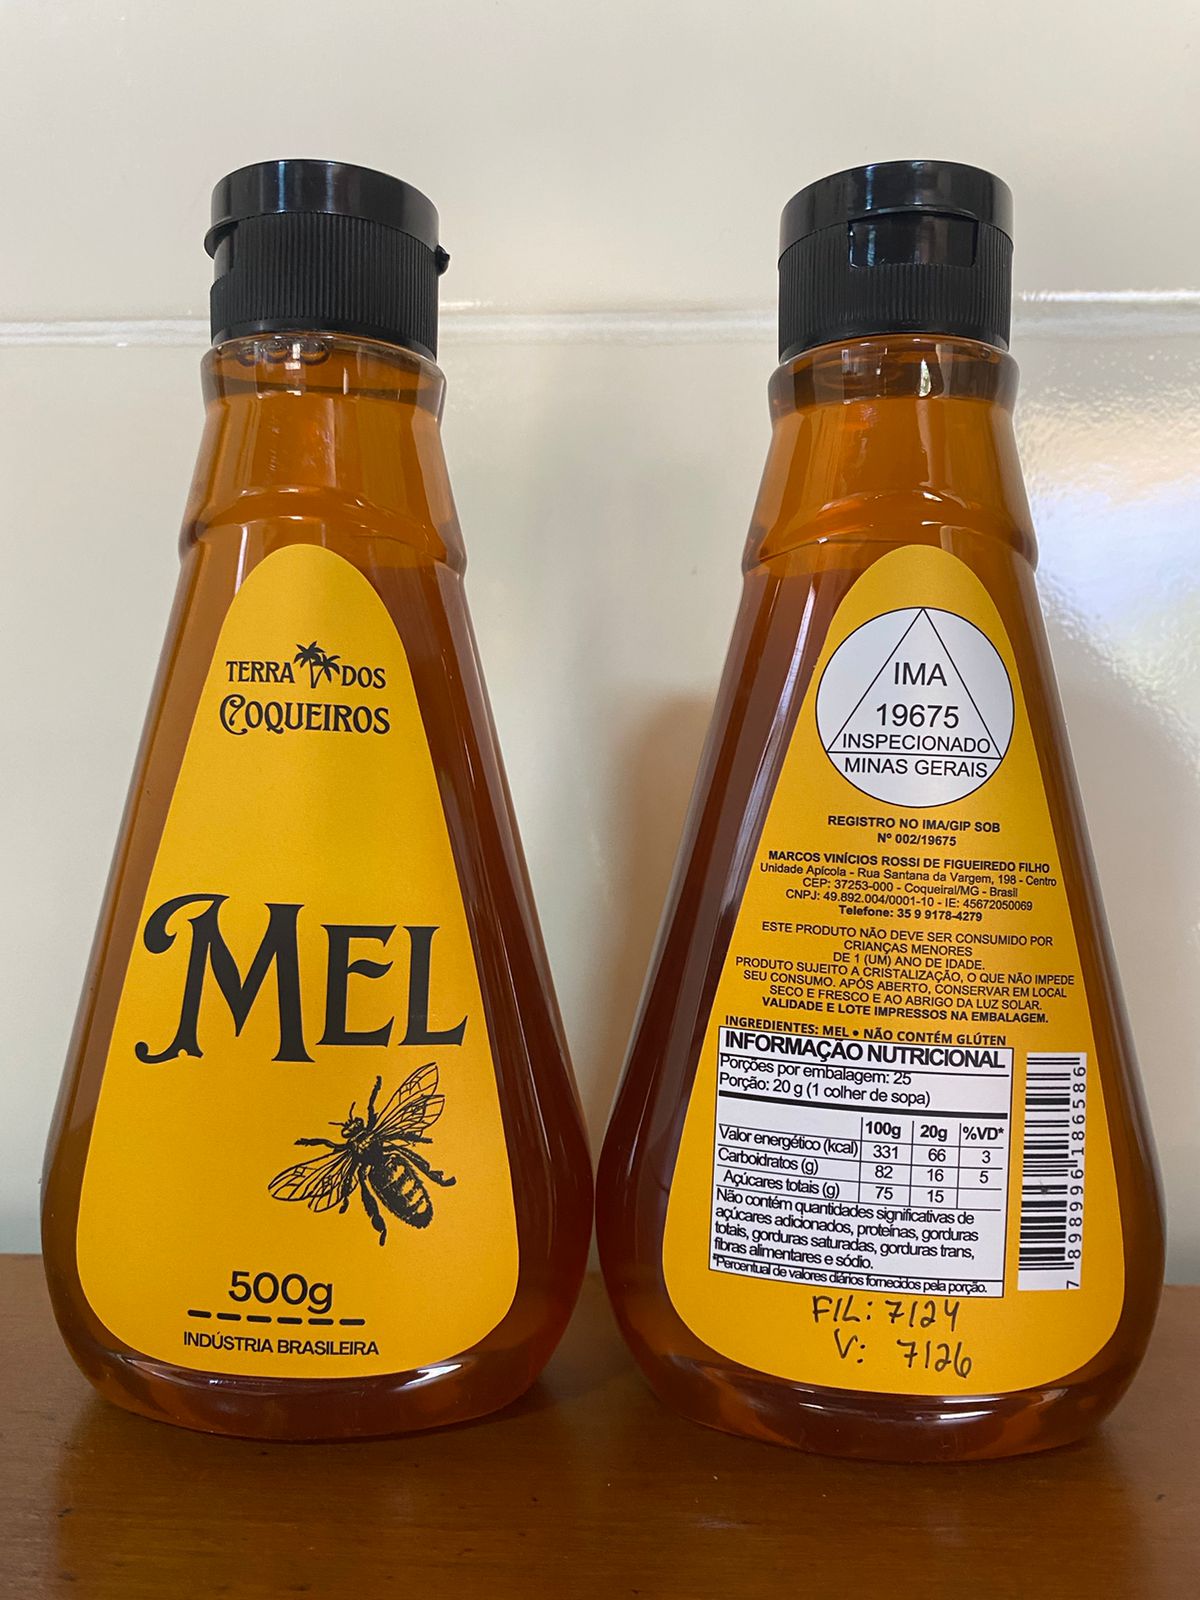 TERRA DOS
COQUEIROS
MEL
500g
INDÚSTRIA BRASILEIRA
IMA
19675
INSPECIONADO
MINAS GERAIS
REGISTRO NO IMA/GIP SOB
Nº 002/19675
MARCOS VINÍCIOS ROSSI DE FIGUEIREDO FILHO
Unidade Apícola - Rua Santana da Vargem, 198 - Centro
CEP: 37253-000 - Coqueiral/MG - Brasil
CNPJ: 49.892.004/0001-10 - IE: 45672050069
Telefone: 35 9 9178-4279
ESTE PRODUTO NÃO DEVE SER CONSUMIDO POR
CRIANÇAS MENORES
DE 1 (UM) ANO DE IDADE.
PRODUTO SUJEITO A CRISTALIZAÇÃO, O QUE NÃO IMPEDE
SEU CONSUMO. APÓS ABERTO, CONSERVAR EM LOCAL
SECO E FRESCO E AO ABRIGO DA LUZ SOLAR.
VALIDADE E LOTE IMPRESSOS NA EMBALAGEM.
INGREDIENTES: MEL • NÃO CONTÉM GLÚTEN
INFORMAÇÃO NUTRICIONAL
Porções por embalagem: 25
Porção: 20 g (1 colher de sopa)
100g 20g %VD*
Valor energético (kcal) 331 66 3
Carboidratos (g) 82 16 5
Açúcares totais (g) 75 15
Não contém quantidades significativas de
açúcares adicionados, proteínas, gorduras
totais, gorduras saturadas, gorduras trans,
fibras alimentares e sódio.
*Percentual de valores diários fornecidos pela porção.
7 898996 186586
F/L: 7/24
V: 7/26